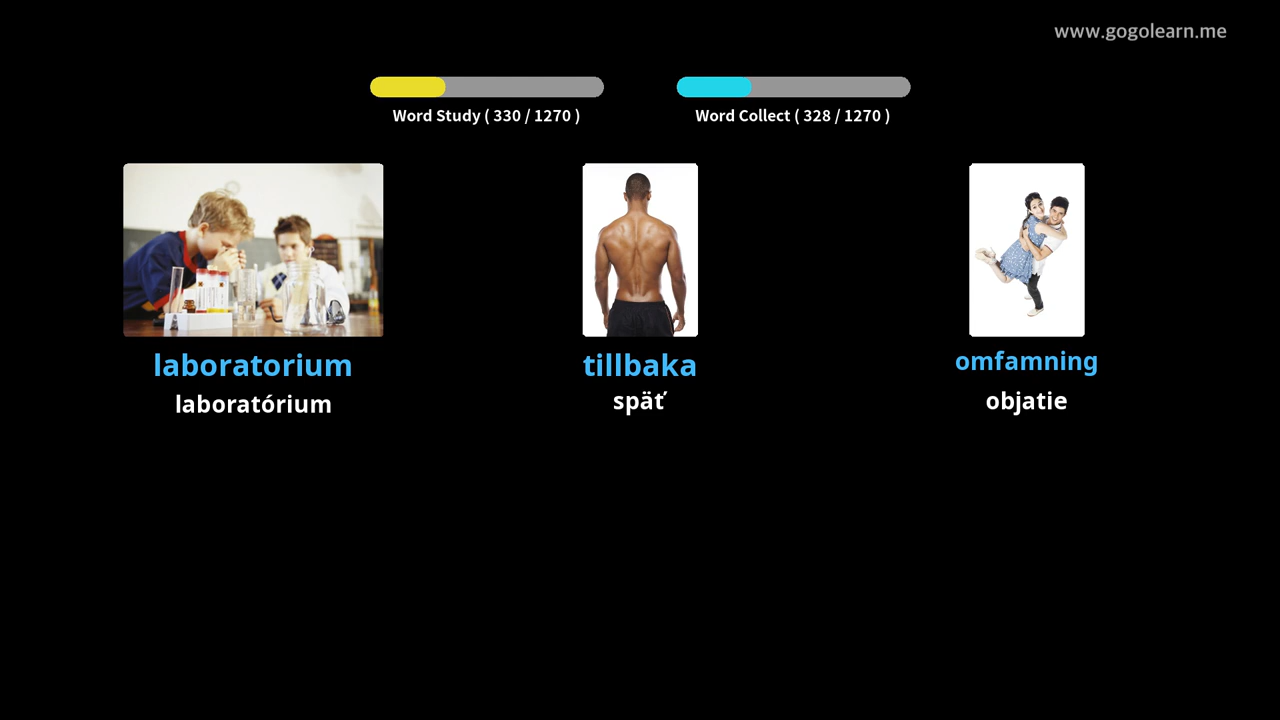 www.gogolearn.me
Word Study ( 330 / 1270 )
Word Collect ( 328 / 1270 )
laboratorium
laboratórium
tillbaka
späť
omfamning
objatie